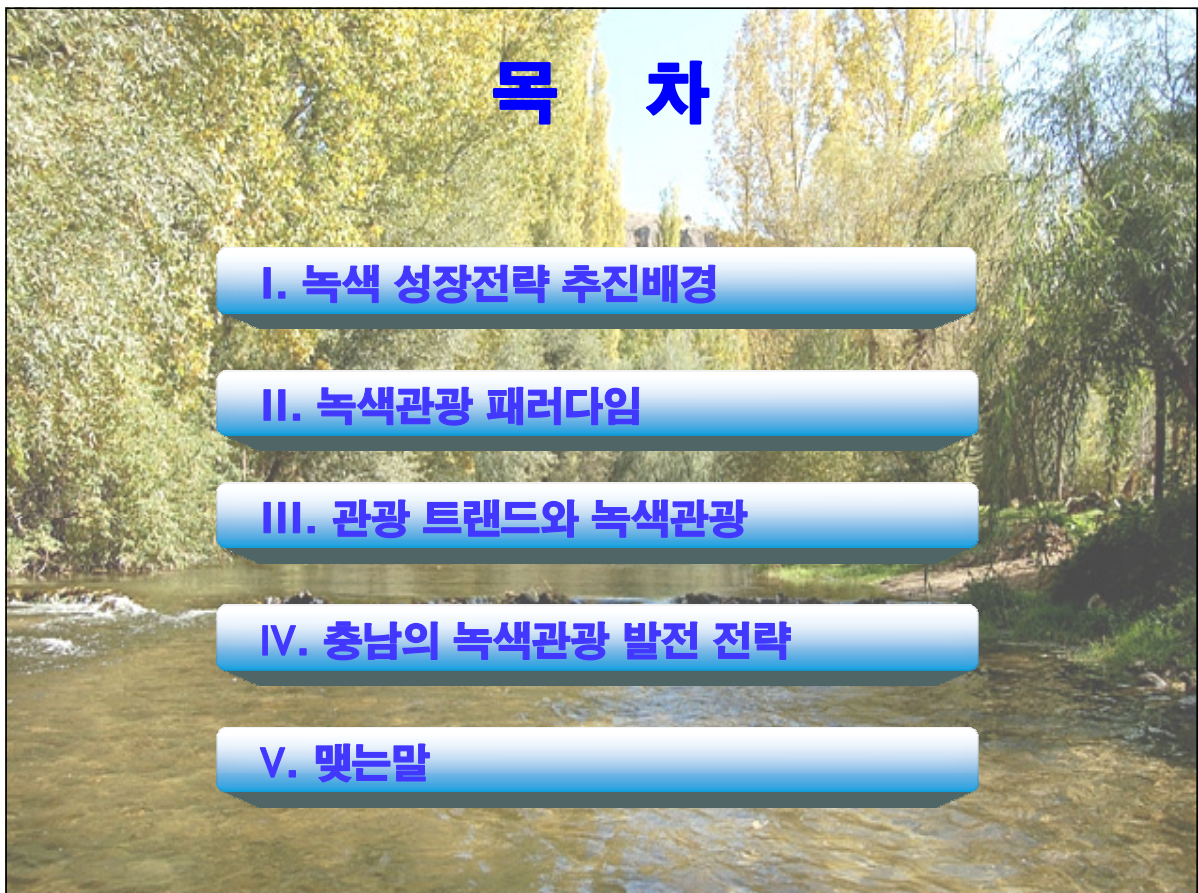 목 차
I. 녹색 성장전략 추진배경
II. 녹색관광 패러다임
III. 관광 트랜드와 녹색관광
IV. 충남의 녹색관광 발전 전략
V. 맺는말